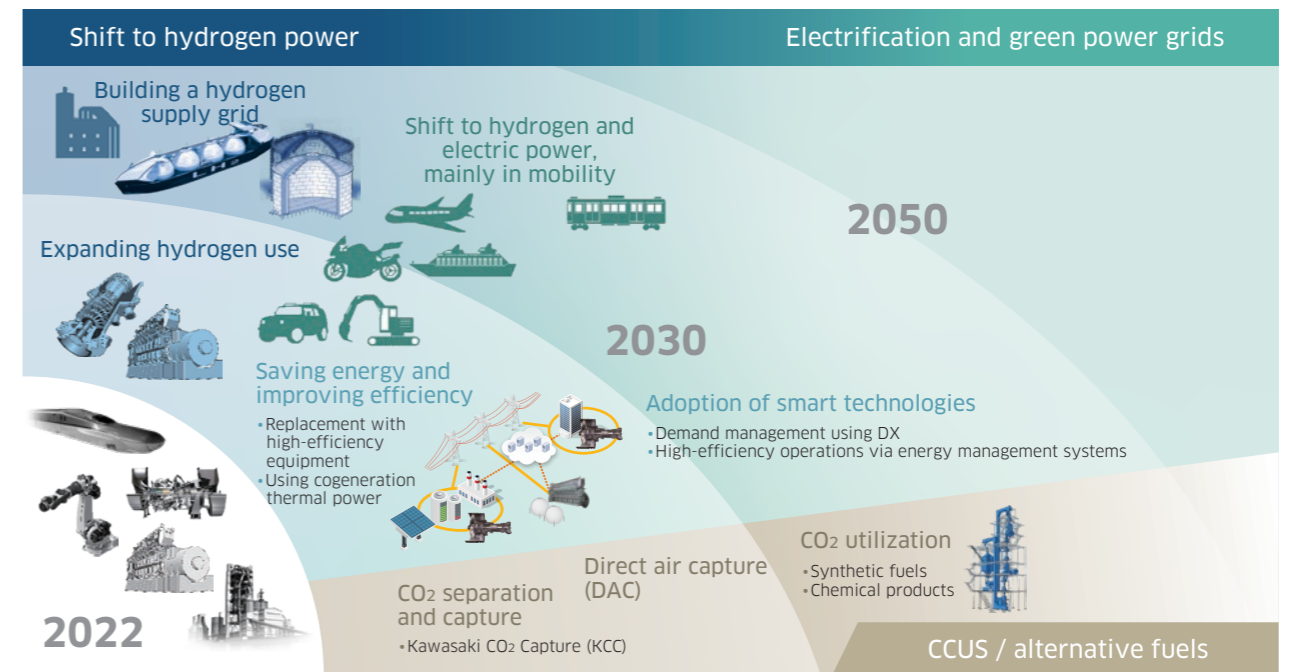 Shift to hydrogen power
Electrification and green power grids
Building a hydrogen
supply grid
LH2
Shift to hydrogen and
electric power,
mainly in mobility
2050
Expanding hydrogen use
2030
Saving energy and
improving efficiency
•Replacement with
high-efficiency
equipment
•Using cogeneration
thermal power
Adoption of smart technologies
•Demand management using DX
•High-efficiency operations via energy management systems
2022
CO2 separation
and capture
•Kawasaki CO2 Capture (KCC)
Direct air capture
(DAC)
CO2 utilization
•Synthetic fuels
•Chemical products
CCUS / alternative fuels